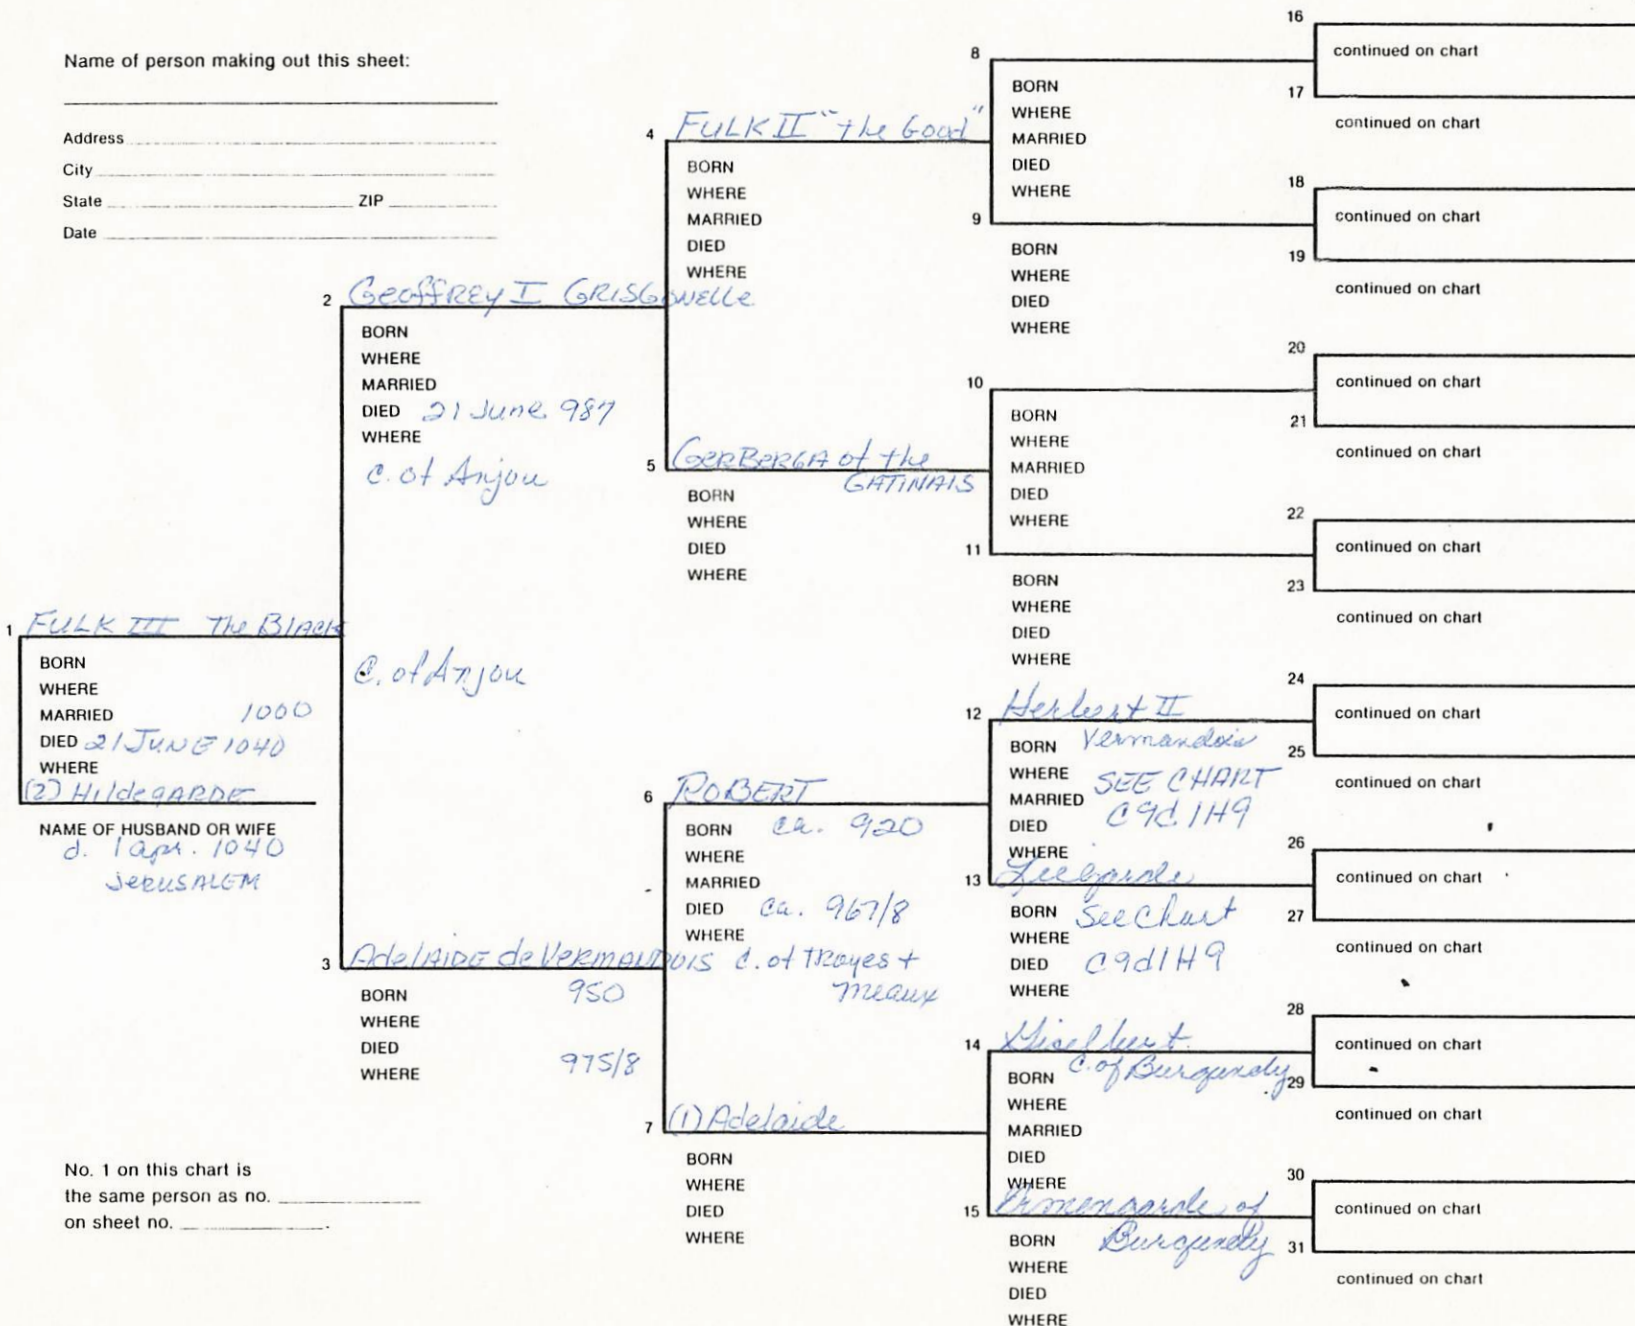 Name of person making out this sheet:
Address
City
State ZIP
Date
1 FULK III The Black
BORN
WHERE
MARRIED 1000
DIED 21 JUNE 1040
WHERE
(2) HildegARDE
NAME OF HUSBAND OR WIFE
d. 1 apr. 1040
JERUSALEM
C. of Anjou
No. 1 on this chart is
the same person as no.
on sheet no. .
2 Geoffrey I GRISGONELLE
BORN
WHERE
MARRIED
DIED 21 June 987
WHERE
C. of Anjou
3 AdelAIDE de VERMANDOIS
BORN 950
WHERE
DIED
WHERE 975/8
4 FULK II "the Good"
BORN
WHERE
MARRIED
DIED
WHERE
5 GERBERGA of the
GATINAIS
BORN
WHERE
DIED
WHERE
6 ROBERT
BORN ca. 920
WHERE
MARRIED
DIED ca. 967/8
WHERE
C. of Troyes +
Meaux
7 (1) Adelaide
BORN
WHERE
DIED
WHERE
8
BORN
WHERE
MARRIED
DIED
WHERE
9
BORN
WHERE
DIED
WHERE
10
BORN
WHERE
MARRIED
DIED
WHERE
11
BORN
WHERE
DIED
WHERE
12 Herbert II
Vermandois
BORN
WHERE SEE CHART
MARRIED C9d1H9
DIED
WHERE
13 Liegarde
BORN See Chart
WHERE
DIED C9d1H9
WHERE
14 Giselbert
C. of Burgundy
BORN
WHERE
MARRIED
DIED
WHERE
15 Ermengarde of
Burgundy
BORN
WHERE
DIED
WHERE
16
continued on chart
17
continued on chart
18
continued on chart
19
continued on chart
20
continued on chart
21
continued on chart
22
continued on chart
23
continued on chart
24
continued on chart
25
continued on chart
26
continued on chart
27
continued on chart
28
continued on chart
29
continued on chart
30
continued on chart
31
continued on chart